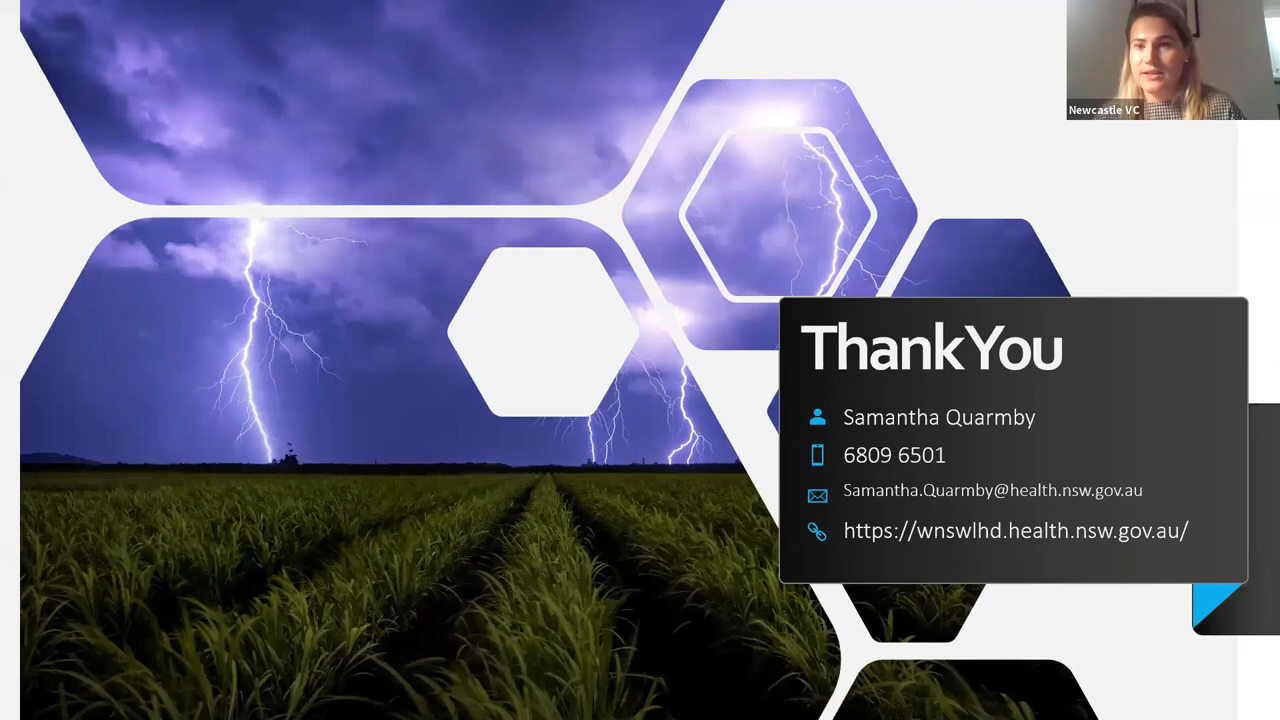 Newcastle VC
Thank You
Samantha Quarmby
6809 6501
Samantha.Quarmby@health.nsw.gov.au
https://wnswlhd.health.nsw.gov.au/